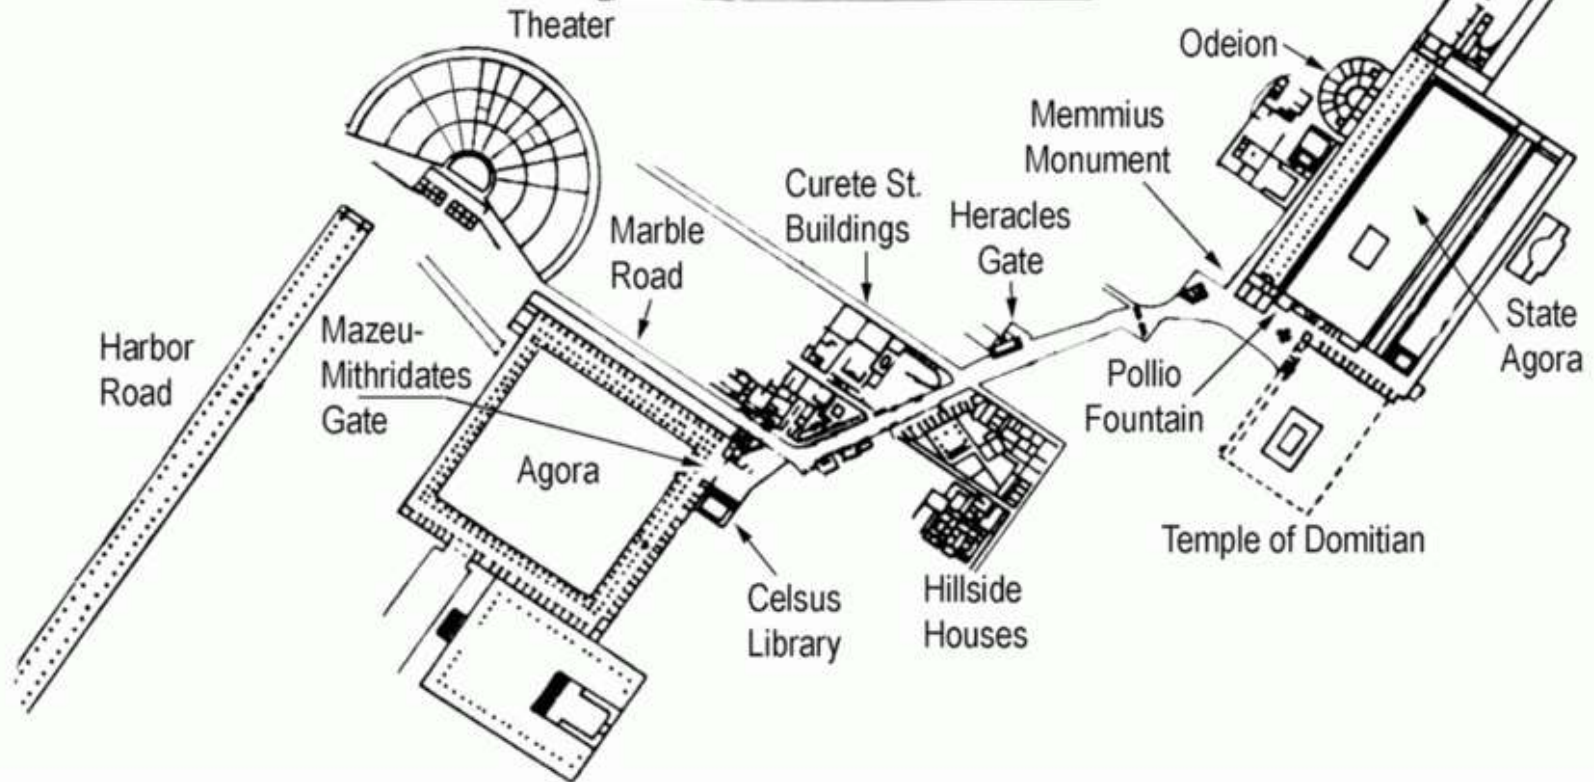 Theater
Odeion
Memmius
Monument
Curete St.
Buildings
Heracles
Gate
Marble
Road
Harbor
Road
Mazeu-
Mithridates
Gate
State
Agora
Pollio
Fountain
Agora
Temple of Domitian
Celsus
Library
Hillside
Houses